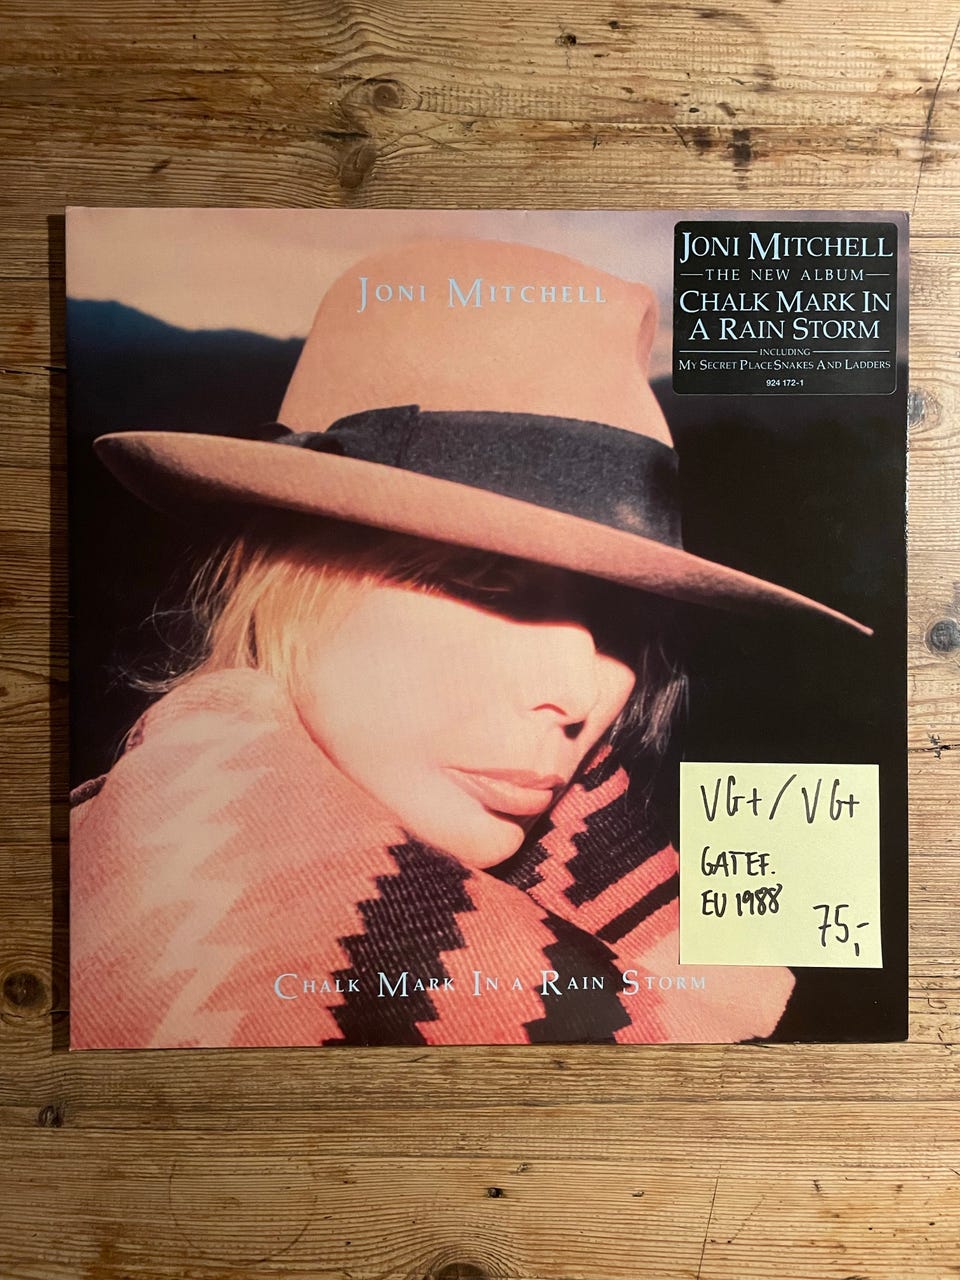 JONI MITCHELL
JONI MITCHELL
THE NEW ALBUM
CHALK MARK IN
A RAIN STORM
INCLUDING
MY SECRET PLACE SNAKES AND LADDERS
924 172-1
VG+/VG+
GATEF.
EU 1988
75,-
CHALK MARK IN A RAIN STORM